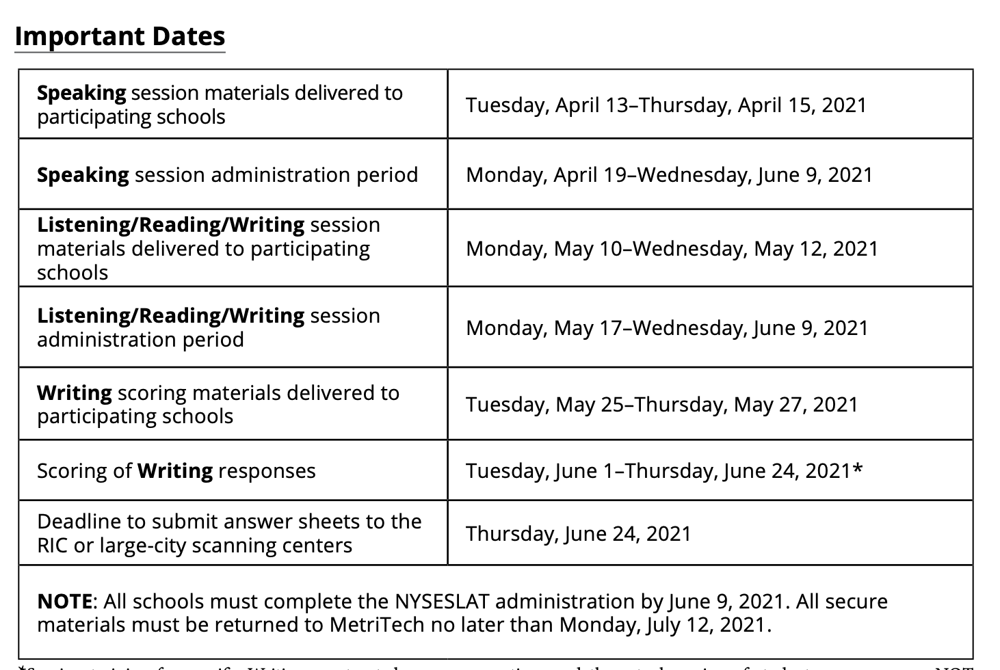 Important Dates
Speaking session materials delivered to
participating schools
Tuesday, April 13–Thursday, April 15, 2021
Speaking session administration period
Monday, April 19–Wednesday, June 9, 2021
Listening/Reading/Writing session
materials delivered to participating
schools
Monday, May 10–Wednesday, May 12, 2021
Listening/Reading/Writing session
administration period
Monday, May 17–Wednesday, June 9, 2021
Writing scoring materials delivered to
participating schools
Tuesday, May 25–Thursday, May 27, 2021
Scoring of Writing responses
Tuesday, June 1–Thursday, June 24, 2021*
Deadline to submit answer sheets to the
RIC or large-city scanning centers
Thursday, June 24, 2021
NOTE: All schools must complete the NYSESLAT administration by June 9, 2021. All secure
materials must be returned to MetriTech no later than Monday, July 12, 2021.